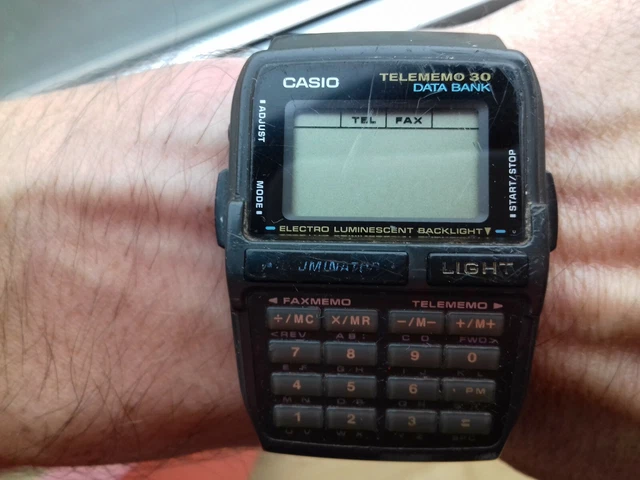 CASIO
TELEMEMO 30
DATA BANK
ADJUST
TEL FAX
MODE
START/STOP
ELECTRO LUMINESCENT BACKLIGHT
LIGHT
FAXMEMO TELEMEMO
÷/MC ×/MR −/M− +/M+
<REV A B C D FWD>
7 8 9 0
E F G H I J K L
4 5 6 · PM
M N
1 2 3 =